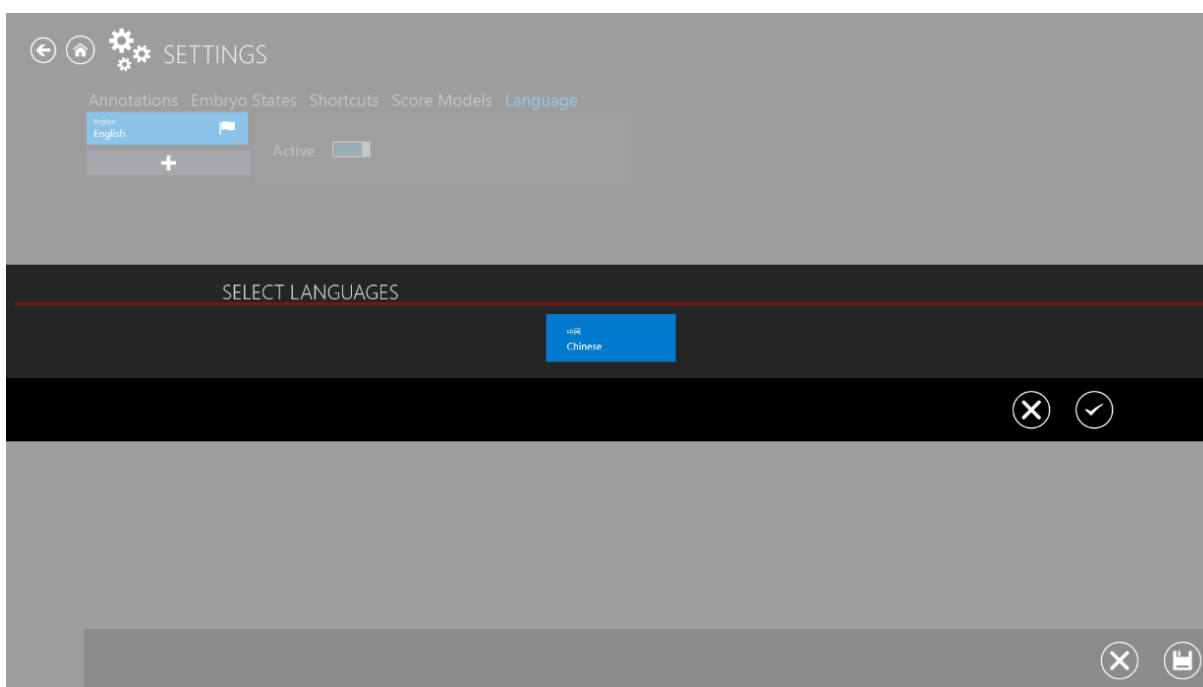 SETTINGS
Annotations Embryo States Shortcuts Score Models Language
English
English
Active
SELECT LANGUAGES
中国
Chinese